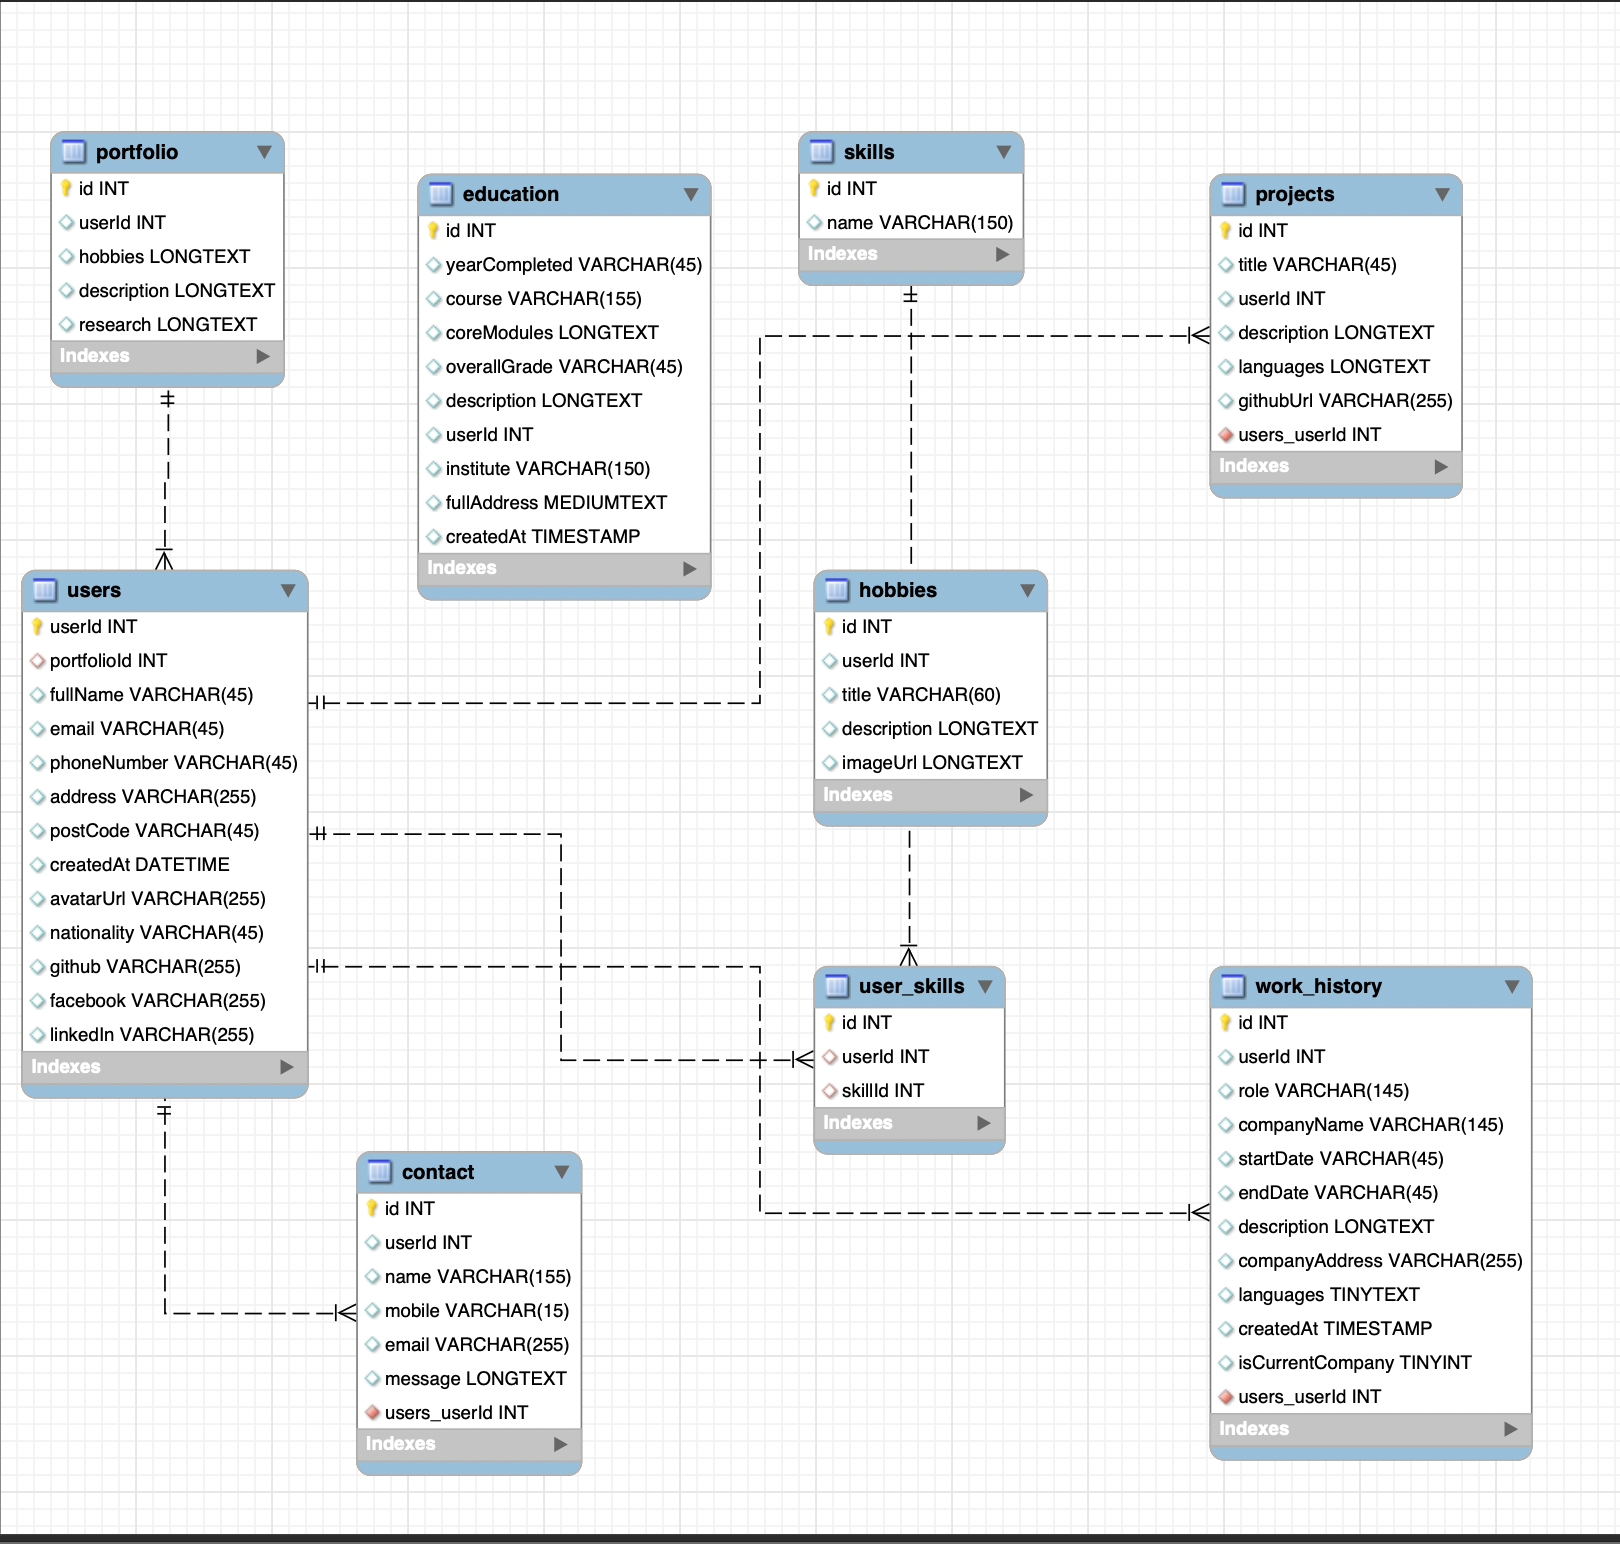 portfolio
id INT
userId INT
hobbies LONGTEXT
description LONGTEXT
research LONGTEXT
Indexes
education
id INT
yearCompleted VARCHAR(45)
course VARCHAR(155)
coreModules LONGTEXT
overallGrade VARCHAR(45)
description LONGTEXT
userId INT
institute VARCHAR(150)
fullAddress MEDIUMTEXT
createdAt TIMESTAMP
Indexes
skills
id INT
name VARCHAR(150)
Indexes
projects
id INT
title VARCHAR(45)
userId INT
description LONGTEXT
languages LONGTEXT
githubUrl VARCHAR(255)
users_userId INT
Indexes
users
userId INT
portfolioId INT
fullName VARCHAR(45)
email VARCHAR(45)
phoneNumber VARCHAR(45)
address VARCHAR(255)
postCode VARCHAR(45)
createdAt DATETIME
avatarUrl VARCHAR(255)
nationality VARCHAR(45)
github VARCHAR(255)
facebook VARCHAR(255)
linkedIn VARCHAR(255)
Indexes
hobbies
id INT
userId INT
title VARCHAR(60)
description LONGTEXT
imageUrl LONGTEXT
Indexes
user_skills
id INT
userId INT
skillId INT
Indexes
work_history
id INT
userId INT
role VARCHAR(145)
companyName VARCHAR(145)
startDate VARCHAR(45)
endDate VARCHAR(45)
description LONGTEXT
companyAddress VARCHAR(255)
languages TINYTEXT
createdAt TIMESTAMP
isCurrentCompany TINYINT
users_userId INT
Indexes
contact
id INT
userId INT
name VARCHAR(155)
mobile VARCHAR(15)
email VARCHAR(255)
message LONGTEXT
users_userId INT
Indexes